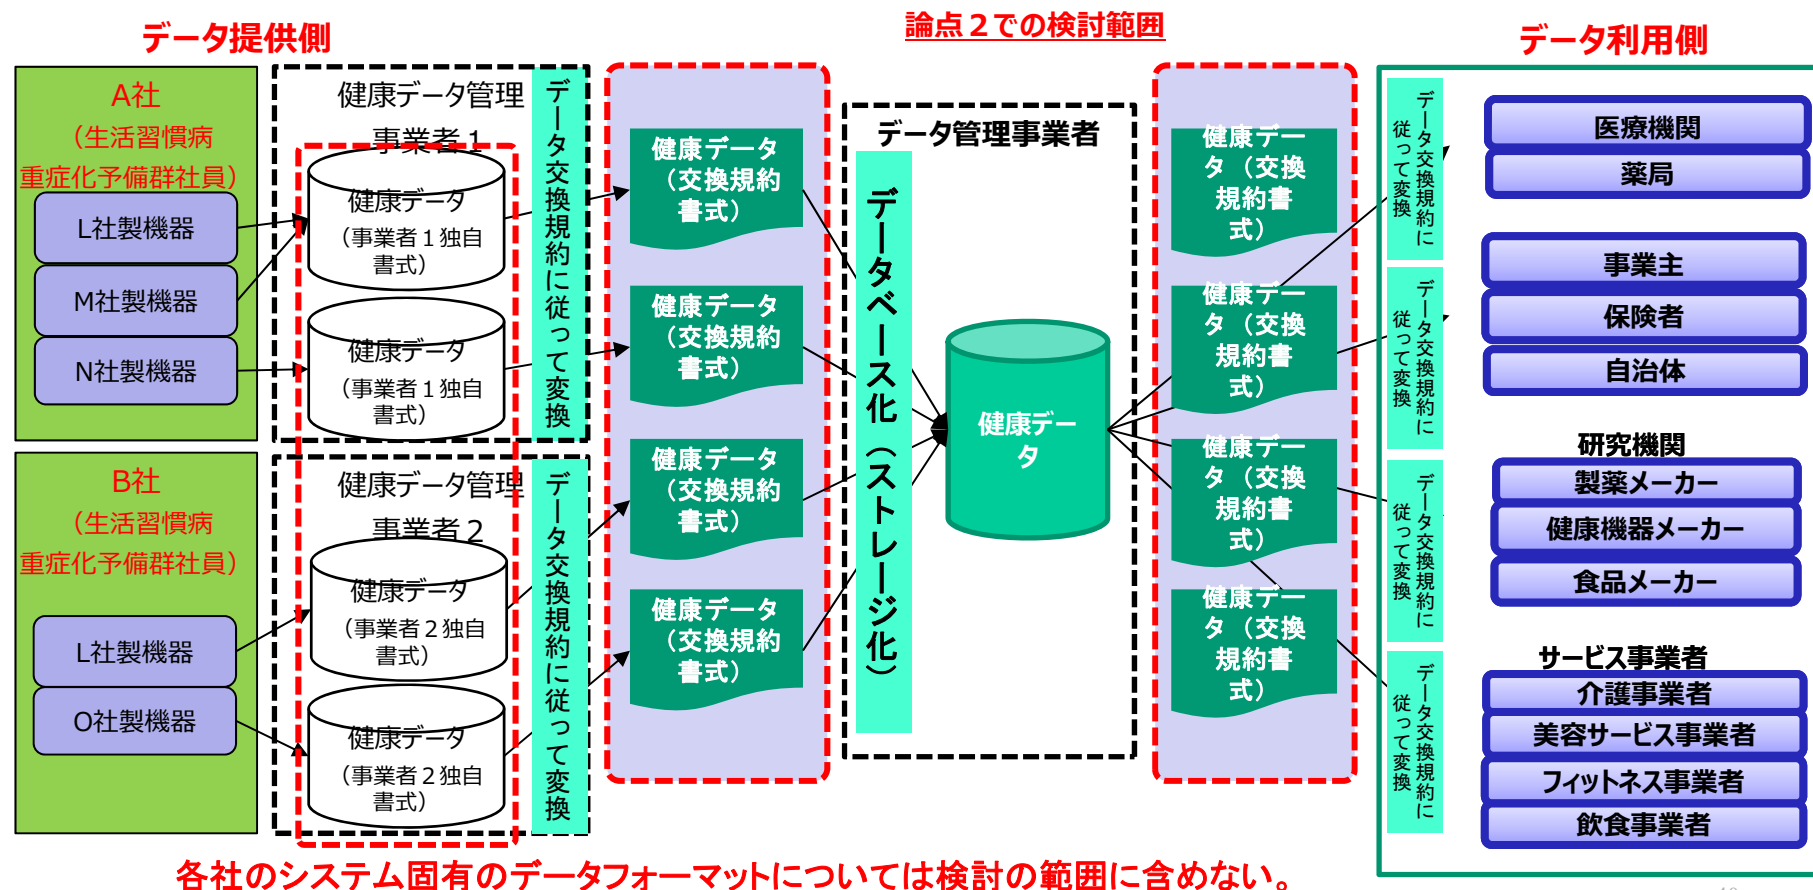 論点２での検討範囲
データ提供側
データ利用側
A社
（生活習慣病
重症化予備群社員）
L社製機器
M社製機器
N社製機器
B社
（生活習慣病
重症化予備群社員）
L社製機器
O社製機器
健康データ管理
事業者１
健康データ
（事業者１独自
書式）
健康データ
（事業者１独自
書式）
データ交換規約に従って変換
健康データ管理
事業者２
健康データ
（事業者２独自
書式）
健康データ
（事業者２独自
書式）
データ交換規約に従って変換
健康データ
（交換規約
書式）
健康データ
（交換規約
書式）
健康データ
（交換規約
書式）
健康データ
（交換規約
書式）
データ管理事業者
データベース化（ストレージ化）
健康デー
タ
健康デー
タ（交換
規約書
式）
健康デー
タ（交換
規約書
式）
健康デー
タ（交換
規約書
式）
健康デー
タ（交換
規約書
式）
データ交換規約に
従って変換
データ交換規約に
従って変換
データ交換規約に
従って変換
データ交換規約に
従って変換
医療機関
薬局
事業主
保険者
自治体
研究機関
製薬メーカー
健康機器メーカー
食品メーカー
サービス事業者
介護事業者
美容サービス事業者
フィットネス事業者
飲食事業者
各社のシステム固有のデータフォーマットについては検討の範囲に含めない。